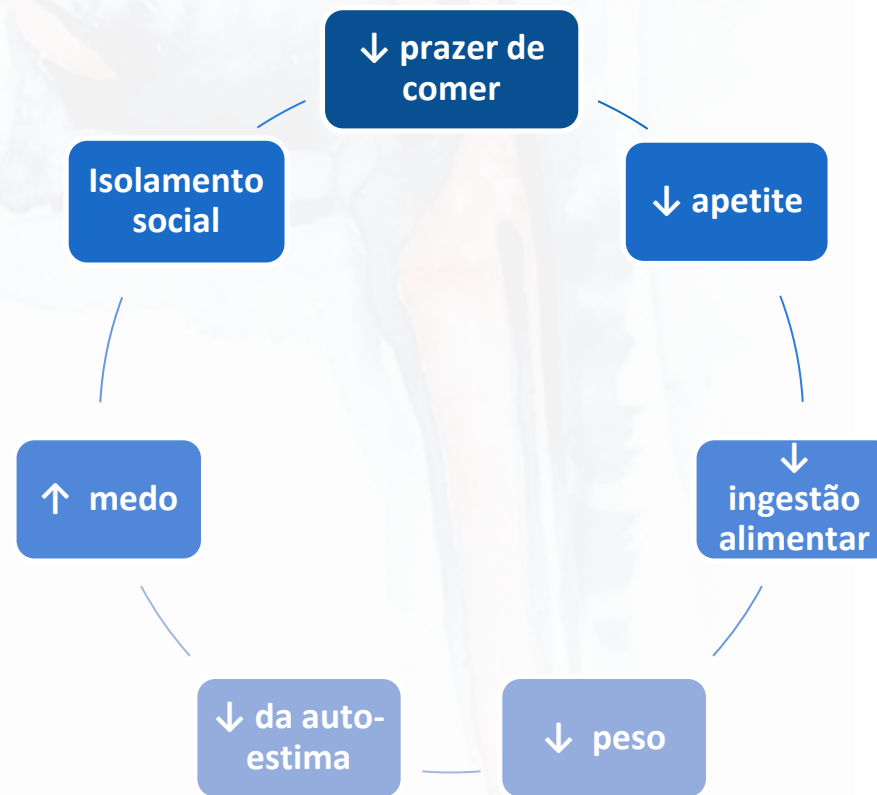 ↓ prazer de
comer
↓ apetite
↓
ingestão
alimentar
↓ peso
↓ da auto-
estima
↑ medo
Isolamento
social